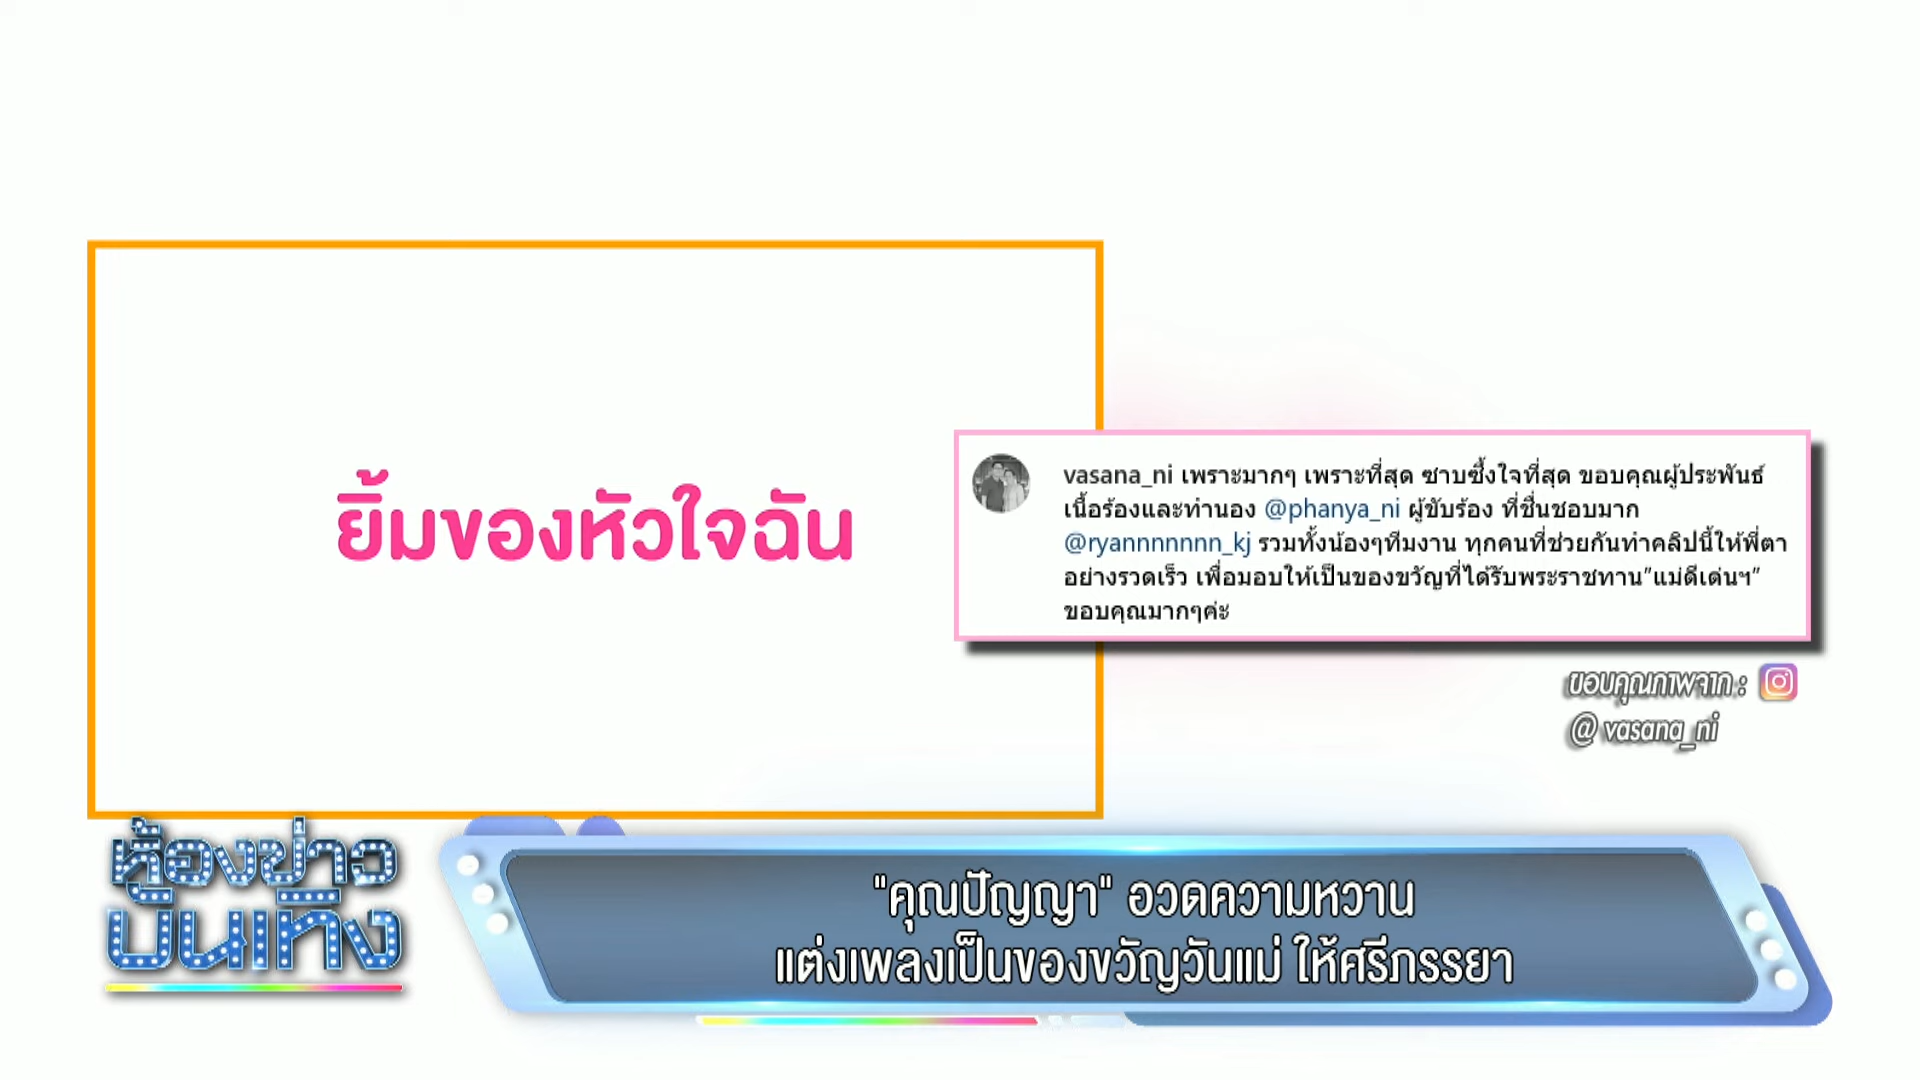 ยิ้มของหัวใจฉัน
vasana_ni เพราะมากๆ เพราะที่สุด ซาบซึ้งใจที่สุด ขอบคุณผู้ประพันธ์
เนื้อร้องและทำนอง @phanya_ni ผู้ขับร้อง ที่ชื่นชอบมาก
@ryannnnnnn_kj รวมทั้งน้องๆทีมงาน ทุกคนที่ช่วยกันทำคลิปนี้ให้พี่ตา
อย่างรวดเร็ว เพื่อมอบให้เป็นของขวัญที่ได้รับพระราชทาน"แม่ดีเด่นฯ"
ขอบคุณมากๆค่ะ
ขอบคุณภาพจาก :
@ vasana_ni
ห้องข่าว
บันเทิง
"คุณปัญญา" อวดความหวาน
แต่งเพลงเป็นของขวัญวันแม่ ให้ศรีภรรยา